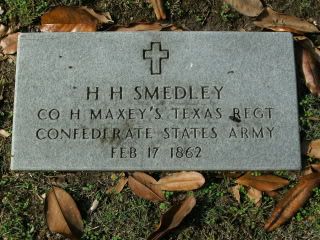 H H SMEDLEY
CO H MAXEY'S TEXAS REGT
CONFEDERATE STATES ARMY
FEB 17 1862